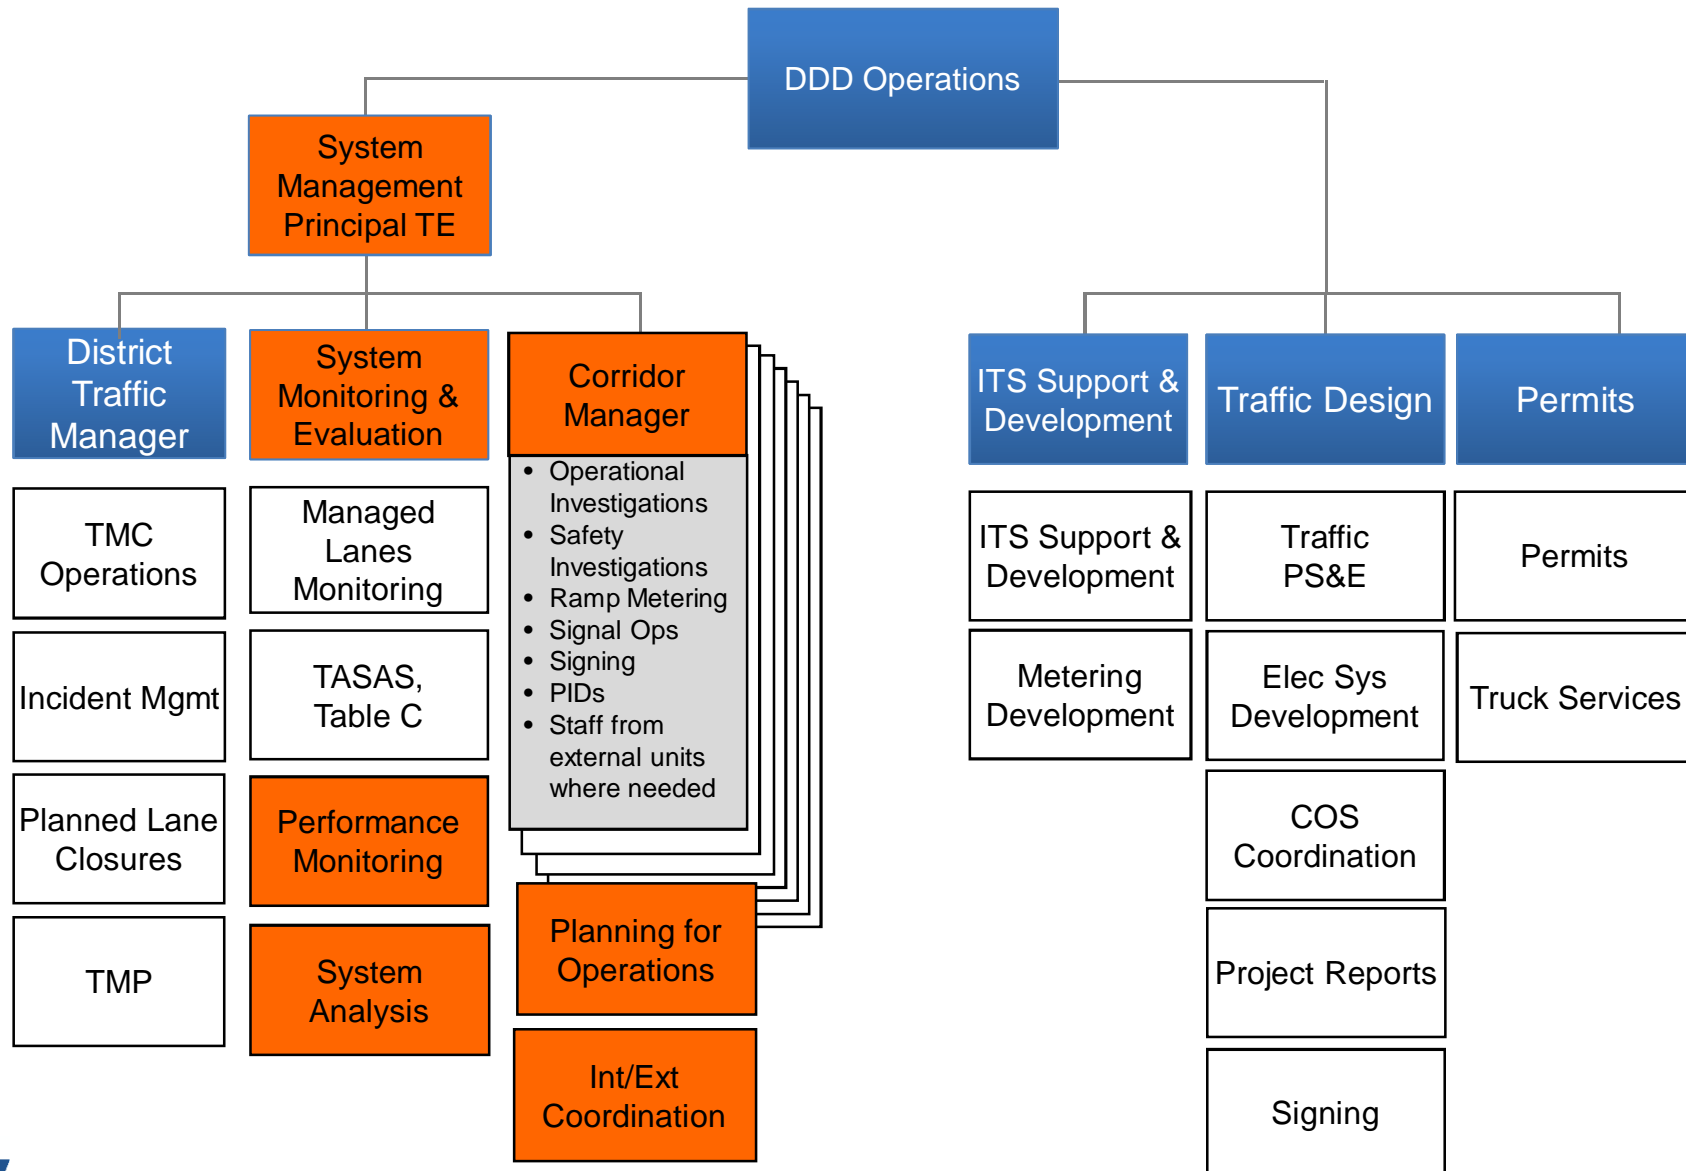 DDD Operations
System
Management
Principal TE
District
Traffic
Manager
TMC
Operations
Incident Mgmt
Planned Lane
Closures
TMP
System
Monitoring &
Evaluation
Managed
Lanes
Monitoring
TASAS,
Table C
Performance
Monitoring
System
Analysis
Corridor
Manager
• Operational
Investigations
• Safety
Investigations
• Ramp Metering
• Signal Ops
• Signing
• PIDs
• Staff from
external units
where needed
Planning for
Operations
Int/Ext
Coordination
ITS Support &
Development
ITS Support &
Development
Metering
Development
Traffic Design
Traffic
PS&E
Elec Sys
Development
COS
Coordination
Project Reports
Signing
Permits
Permits
Truck Services